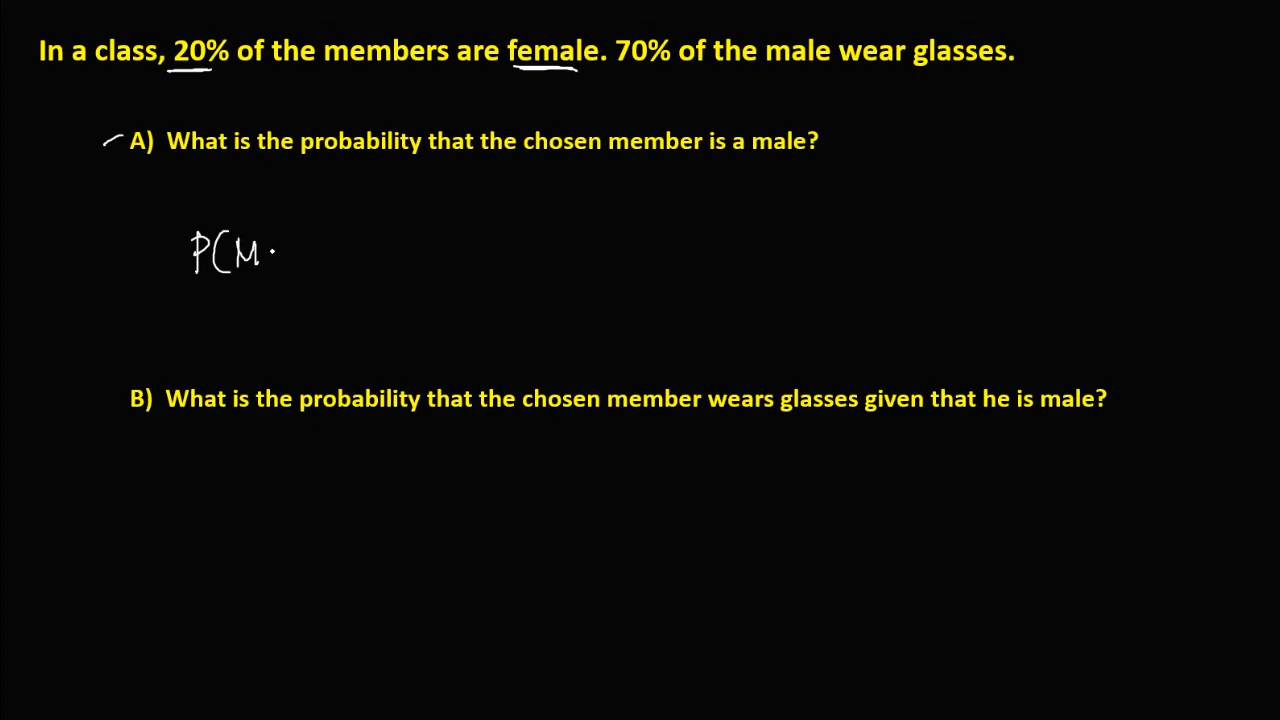 In a class, 20% of the members are female. 70% of the male wear glasses.
A) What is the probability that the chosen member is a male?
P(M
B) What is the probability that the chosen member wears glasses given that he is male?